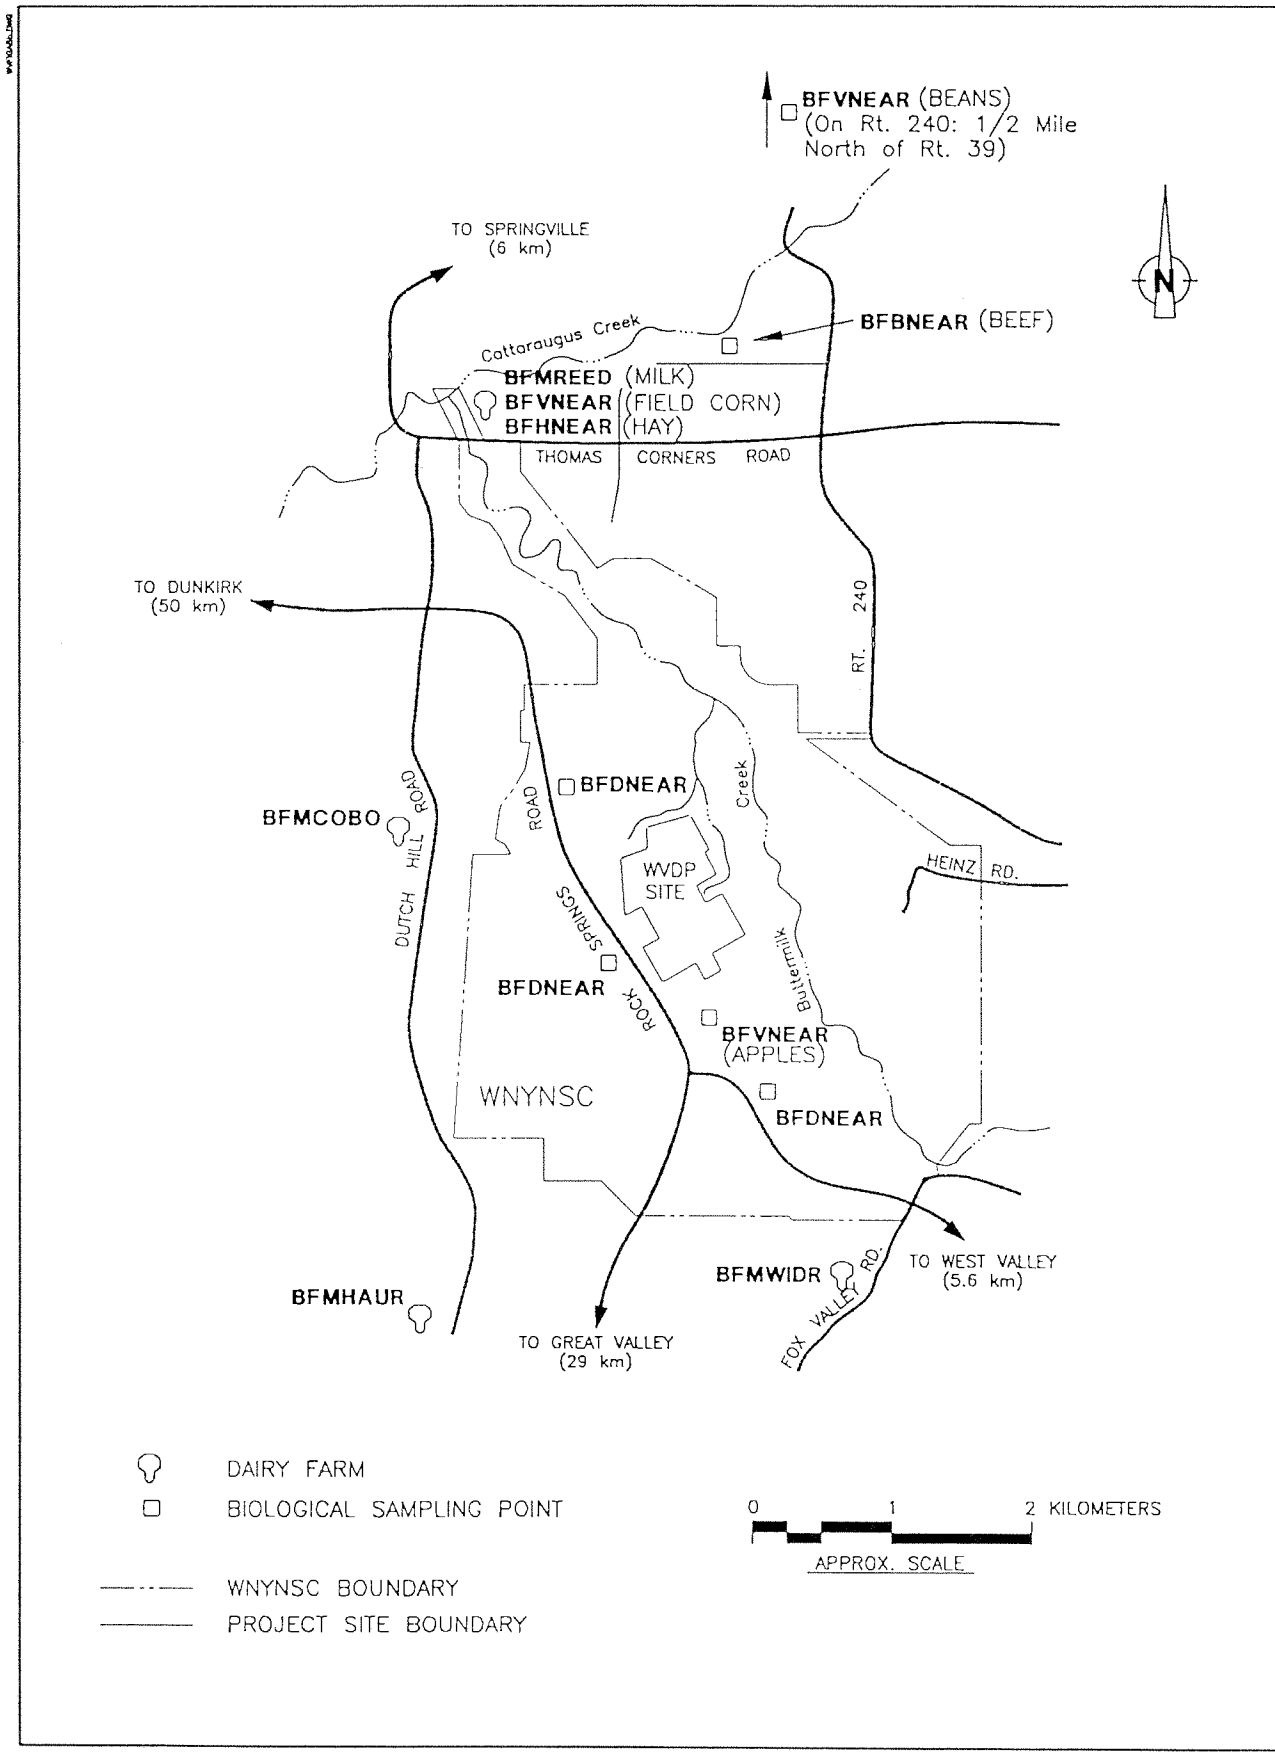 BFVNEAR (BEANS)
(On Rt. 240: 1/2 Mile
North of Rt. 39)
TO SPRINGVILLE
(6 km)
N
BFBNEAR (BEEF)
Cattaraugus Creek
BFMREED (MILK)
BFVNEAR (FIELD CORN)
BFHNEAR (HAY)
THOMAS CORNERS ROAD
TO DUNKIRK
(50 km)
RT. 240
BFDNEAR
BFMCOBO
DUTCH HILL ROAD
ROCK SPRINGS ROAD
WVDP
SITE
Buttermilk Creek
HEINZ RD.
BFDNEAR
BFVNEAR
(APPLES)
WNYNSC
BFDNEAR
TO WEST VALLEY
(5.6 km)
BFMWIDR
FOX VALLEY RD.
BFMHAUR
TO GREAT VALLEY
(29 km)
DAIRY FARM
BIOLOGICAL SAMPLING POINT
0 1 2 KILOMETERS
APPROX. SCALE
WNYNSC BOUNDARY
PROJECT SITE BOUNDARY